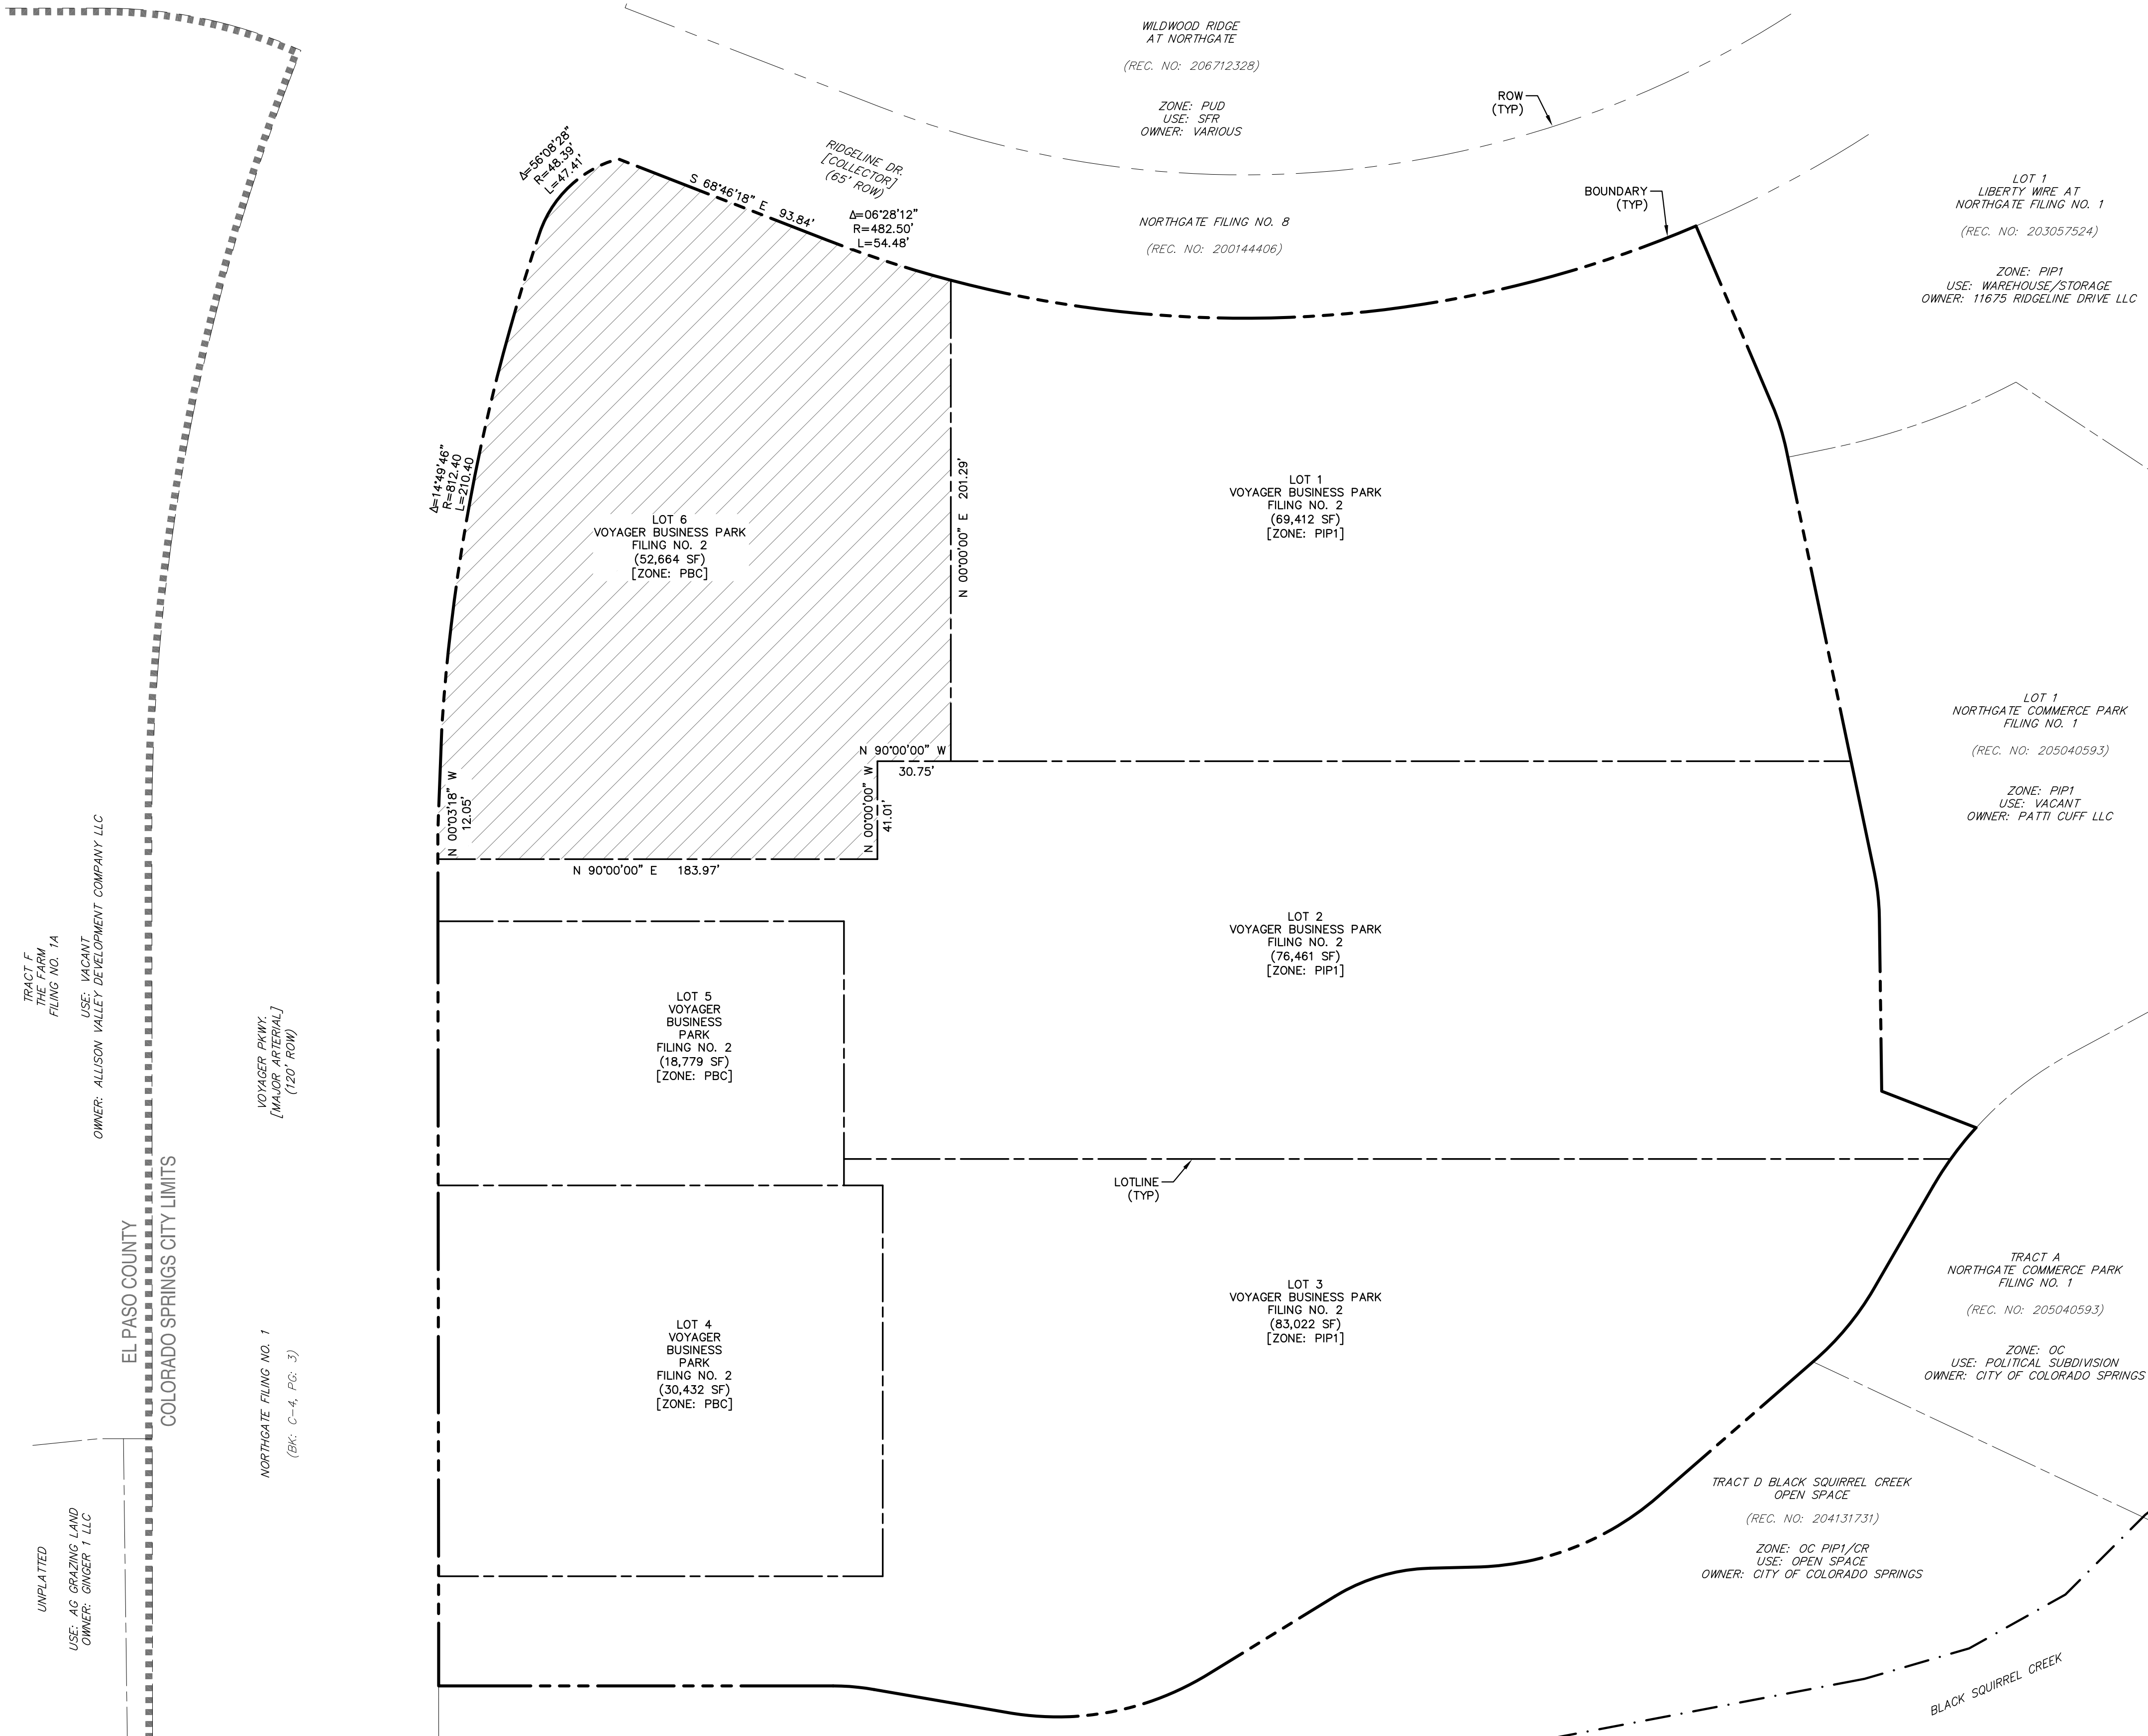 WILDWOOD RIDGE
AT NORTHGATE
(REC. NO: 206712328)
ZONE: PUD
USE: SFR
OWNER: VARIOUS
ROW
(TYP)
RIDGELINE DR.
[COLLECTOR]
(65' ROW)
Δ=56°08'28"
R=48.39'
L=47.41'
S 68°46'18" E 93.84'
Δ=06°28'12"
R=482.50'
L=54.48'
NORTHGATE FILING NO. 8
(REC. NO: 200144406)
BOUNDARY
(TYP)
LOT 1
LIBERTY WIRE AT
NORTHGATE FILING NO. 1
(REC. NO: 203057524)
ZONE: PIP1
USE: WAREHOUSE/STORAGE
OWNER: 11675 RIDGELINE DRIVE LLC
Δ=14°49'46"
R=812.40
L=210.40
LOT 6
VOYAGER BUSINESS PARK
FILING NO. 2
(52,664 SF)
[ZONE: PBC]
N 00°00'00" E 201.29'
LOT 1
VOYAGER BUSINESS PARK
FILING NO. 2
(69,412 SF)
[ZONE: PIP1]
LOT 1
NORTHGATE COMMERCE PARK
FILING NO. 1
(REC. NO: 205040593)
ZONE: PIP1
USE: VACANT
OWNER: PATTI CUFF LLC
N 90°00'00" W
30.75'
N 00°00'00" W
41.01'
N 00°03'18" W
12.05'
N 90°00'00" E 183.97'
TRACT F
THE FARM
FILING NO. 1A
USE: VACANT
OWNER: ALLISON VALLEY DEVELOPMENT COMPANY LLC
VOYAGER PKWY.
[MAJOR ARTERIAL]
(120' ROW)
LOT 2
VOYAGER BUSINESS PARK
FILING NO. 2
(76,461 SF)
[ZONE: PIP1]
LOT 5
VOYAGER
BUSINESS
PARK
FILING NO. 2
(18,779 SF)
[ZONE: PBC]
LOTLINE
(TYP)
EL PASO COUNTY
COLORADO SPRINGS CITY LIMITS
NORTHGATE FILING NO. 1
(BK: C-4, PG: 3)
LOT 4
VOYAGER
BUSINESS
PARK
FILING NO. 2
(30,432 SF)
[ZONE: PBC]
LOT 3
VOYAGER BUSINESS PARK
FILING NO. 2
(83,022 SF)
[ZONE: PIP1]
TRACT A
NORTHGATE COMMERCE PARK
FILING NO. 1
(REC. NO: 205040593)
ZONE: OC
USE: POLITICAL SUBDIVISION
OWNER: CITY OF COLORADO SPRINGS
TRACT D BLACK SQUIRREL CREEK
OPEN SPACE
(REC. NO: 204131731)
ZONE: OC PIP1/CR
USE: OPEN SPACE
OWNER: CITY OF COLORADO SPRINGS
UNPLATTED
USE: AG GRAZING LAND
OWNER: GINGER 1 LLC
BLACK SQUIRREL CREEK